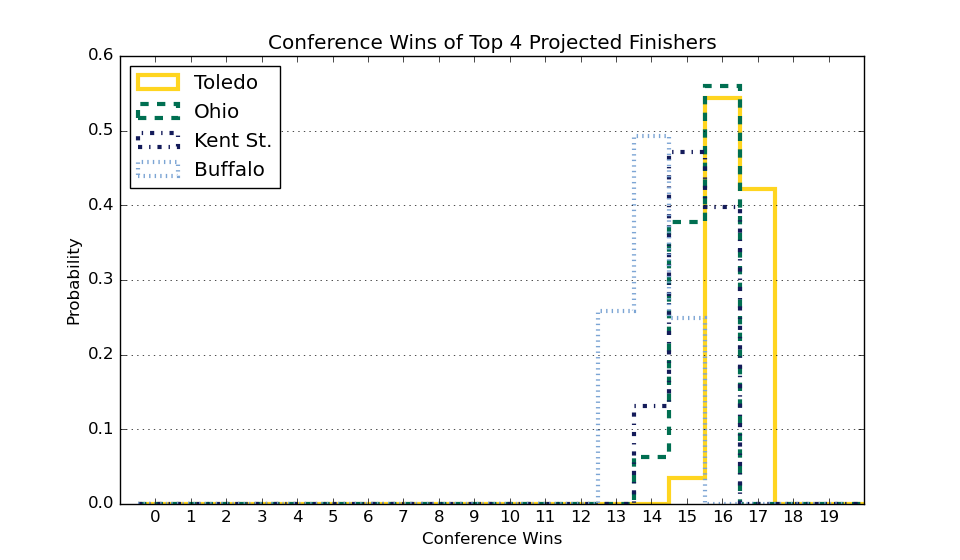 Conference Wins of Top 4 Projected Finishers
0.6
0.5
0.4
0.3
0.2
0.1
0.0
Probability
Toledo
Ohio
Kent St.
Buffalo
0 1 2 3 4 5 6 7 8 9 10 11 12 13 14 15 16 17 18 19
Conference Wins